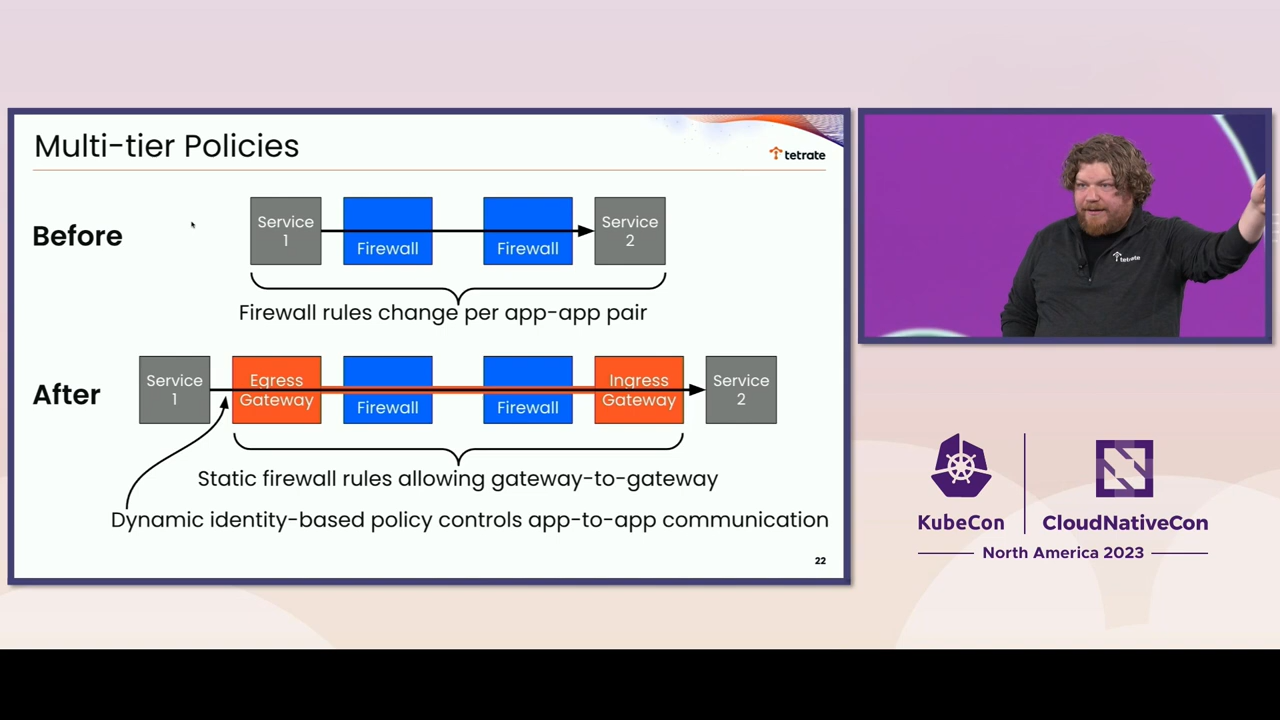 Multi-tier Policies
tetrate
Before
Service
1
Firewall
Firewall
Service
2
Firewall rules change per app-app pair
After
Service
1
Egress
Gateway
Firewall
Firewall
Ingress
Gateway
Service
2
Static firewall rules allowing gateway-to-gateway
Dynamic identity-based policy controls app-to-app communication
22
tetrate
KubeCon
CloudNativeCon
North America 2023